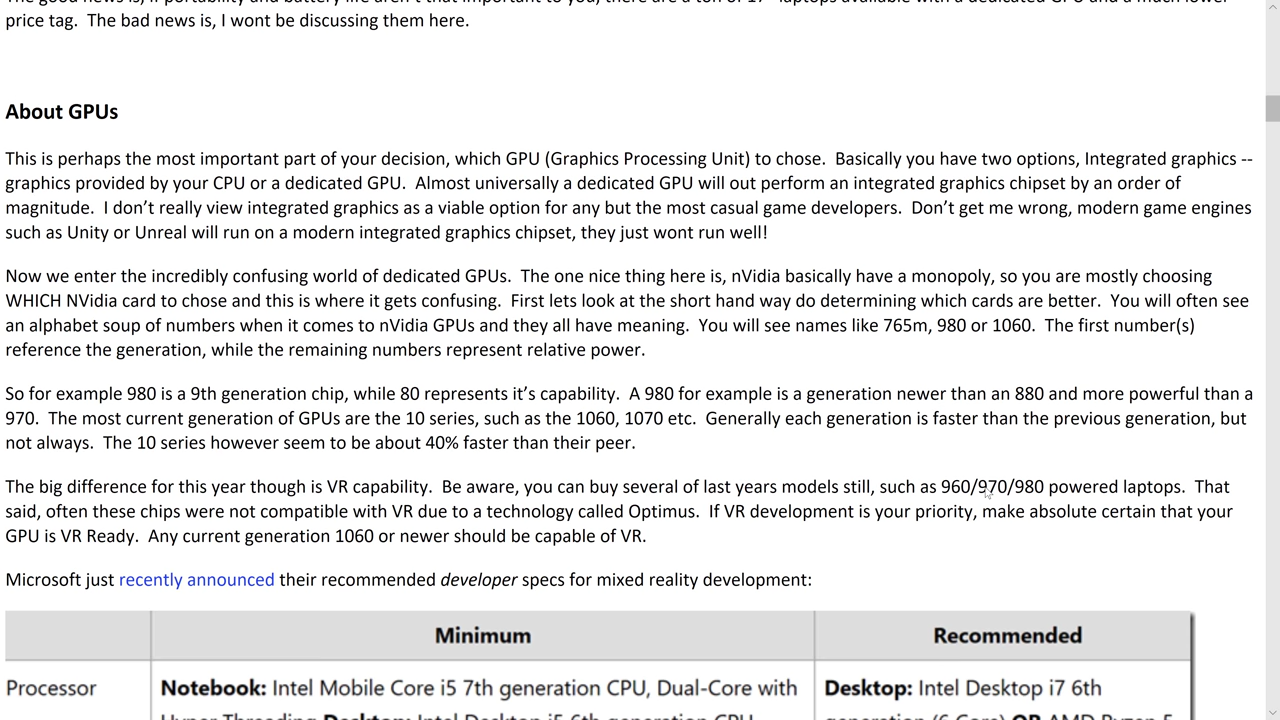 price tag.  The bad news is, I wont be discussing them here.
About GPUs
This is perhaps the most important part of your decision, which GPU (Graphics Processing Unit) to chose.  Basically you have two options, Integrated graphics --
graphics provided by your CPU or a dedicated GPU.  Almost universally a dedicated GPU will out perform an integrated graphics chipset by an order of
magnitude.  I don’t really view integrated graphics as a viable option for any but the most casual game developers.  Don’t get me wrong, modern game engines
such as Unity or Unreal will run on a modern integrated graphics chipset, they just wont run well!
Now we enter the incredibly confusing world of dedicated GPUs.  The one nice thing here is, nVidia basically have a monopoly, so you are mostly choosing
WHICH NVidia card to chose and this is where it gets confusing.  First lets look at the short hand way do determining which cards are better.  You will often see
an alphabet soup of numbers when it comes to nVidia GPUs and they all have meaning.  You will see names like 765m, 980 or 1060.  The first number(s)
reference the generation, while the remaining numbers represent relative power.
So for example 980 is a 9th generation chip, while 80 represents it’s capability.  A 980 for example is a generation newer than an 880 and more powerful than a
970.  The most current generation of GPUs are the 10 series, such as the 1060, 1070 etc.  Generally each generation is faster than the previous generation, but
not always.  The 10 series however seem to be about 40% faster than their peer.
The big difference for this year though is VR capability.  Be aware, you can buy several of last years models still, such as 960/970/980 powered laptops.  That
said, often these chips were not compatible with VR due to a technology called Optimus.  If VR development is your priority, make absolute certain that your
GPU is VR Ready.  Any current generation 1060 or newer should be capable of VR.
Microsoft just recently announced their recommended developer specs for mixed reality development:
Minimum Recommended
Processor Notebook: Intel Mobile Core i5 7th generation CPU, Dual-Core with Desktop: Intel Desktop i7 6th